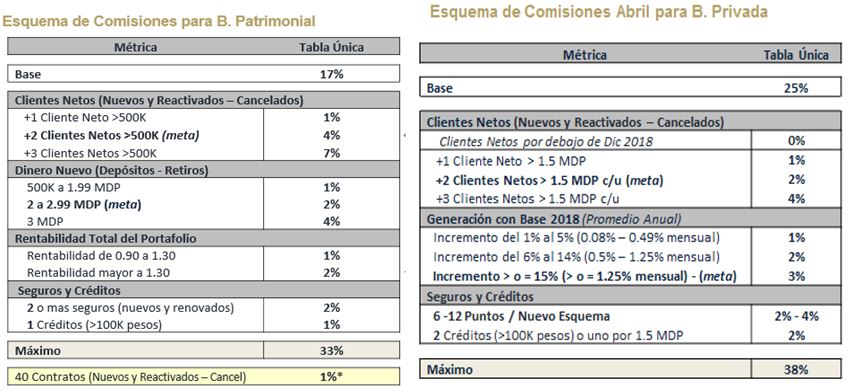 Esquema de Comisiones para B. Patrimonial
Métrica Tabla Única
Base 17%
Clientes Netos (Nuevos y Reactivados – Cancelados)
+1 Cliente Neto >500K 1%
+2 Clientes Netos >500K (meta) 4%
+3 Clientes Netos >500K 7%
Dinero Nuevo (Depósitos - Retiros)
500K a 1.99 MDP 1%
2 a 2.99 MDP (meta) 2%
3 MDP 4%
Rentabilidad Total del Portafolio
Rentabilidad de 0.90 a 1.30 1%
Rentabilidad mayor a 1.30 2%
Seguros y Créditos
2 o mas seguros (nuevos y renovados) 2%
1 Créditos (>100K pesos) 1%
Máximo 33%
40 Contratos (Nuevos y Reactivados – Cancel) 1%*
Esquema de Comisiones Abril para B. Privada
Métrica Tabla Única
Base 25%
Clientes Netos (Nuevos y Reactivados – Cancelados)
Clientes Netos por debajo de Dic 2018 0%
+1 Cliente Neto > 1.5 MDP 1%
+2 Clientes Netos > 1.5 MDP c/u (meta) 2%
+3 Clientes Netos > 1.5 MDP c/u 4%
Generación con Base 2018 (Promedio Anual)
Incremento del 1% al 5% (0.08% – 0.49% mensual) 1%
Incremento del 6% al 14% (0.5% – 1.25% mensual) 2%
Incremento > o = 15% (> o = 1.25% mensual) - (meta) 3%
Seguros y Créditos
6 -12 Puntos / Nuevo Esquema 2% - 4%
2 Créditos (>100K pesos) o uno por 1.5 MDP 2%
Máximo 38%